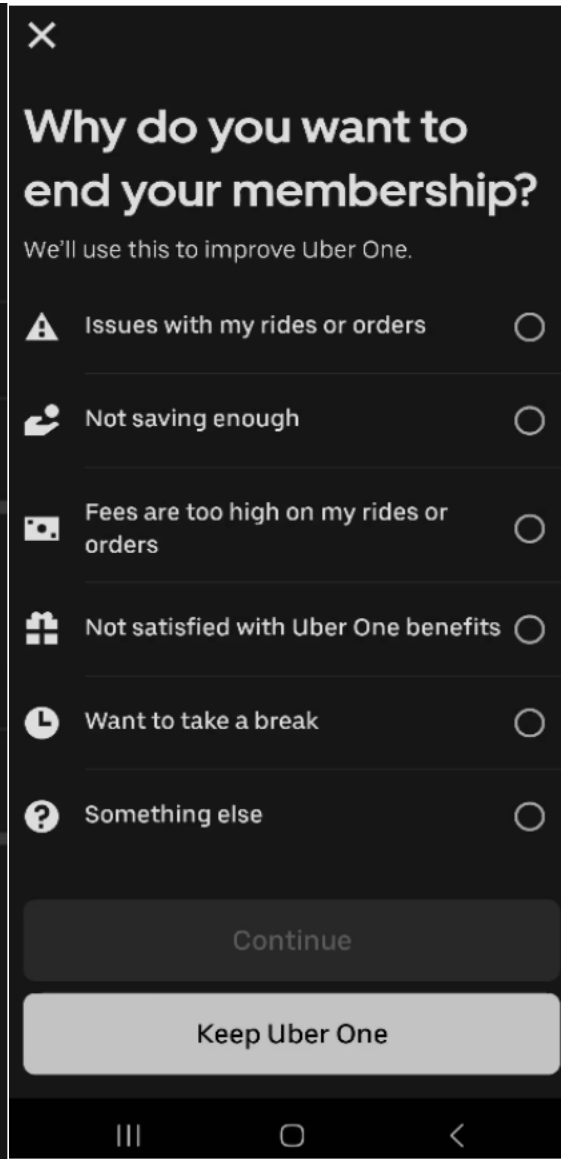 Why do you want to
end your membership?
We'll use this to improve Uber One.
Issues with my rides or orders
Not saving enough
Fees are too high on my rides or
orders
Not satisfied with Uber One benefits
Want to take a break
Something else
Continue
Keep Uber One